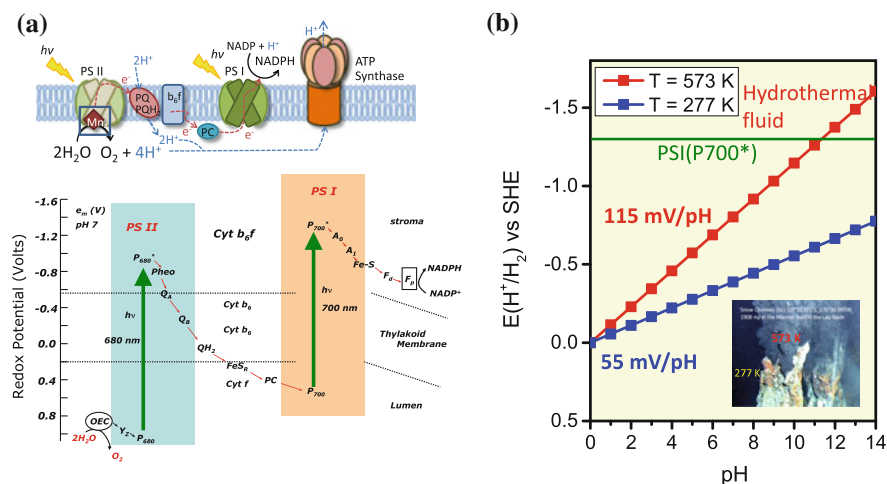 (a)
hν
PS II
2H⁺
e⁻
PQ
PQH₂
b₆f
Mn
2H₂O O₂ + 4H⁺
2H⁺
e⁻
PC
hν
PS I
e⁻
NADP + H⁺
NADPH
H⁺
ATP
Synthase
Redox Potential (Volts)
-1.6
-1.2
-0.8
-0.4
0.0
0.4
0.8
eₘ (V)
pH 7
PS II
P₆₈₀*
Pheo
Q_A
Q_B
QH₂
hν
680 nm
OEC
Y_Z
P₆₈₀
2H₂O
O₂
Cyt b₆f
Cyt b₆
Cyt b₆
FeS_R
Cyt f
PC
PS I
P₇₀₀*
A₀
A₁
Fe-S
F_d
F_p
hν
700 nm
P₇₀₀
stroma
NADPH
NADP⁺
Thylakoid
Membrane
Lumen
(b)
E(H⁺/H₂) vs SHE
-1.5
-1.0
-0.5
0.0
0.5
T = 573 K
T = 277 K
Hydrothermal
fluid
PSI(P700*)
115 mV/pH
55 mV/pH
573 K
277 K
0 2 4 6 8 10 12 14
pH